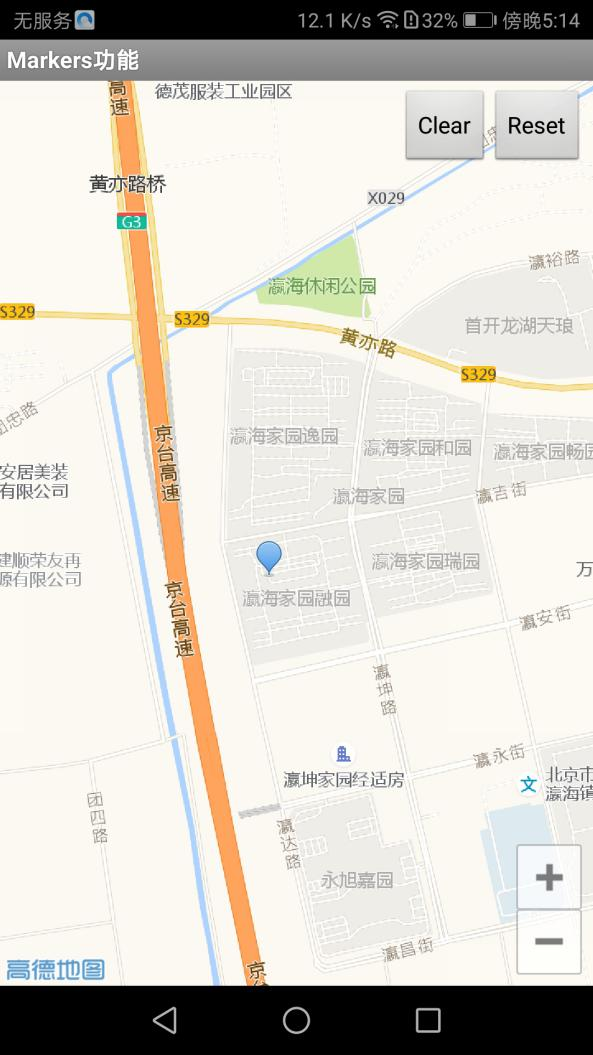 无服务 12.1 K/s 32% 傍晚5:14
Markers功能
高速
德茂服装工业园区
Clear
Reset
黄亦路桥
X029
G3
瀛裕路
瀛海休闲公园
S329
S329
首开龙湖天琅
黄亦路
S329
忠路
京台高速
瀛海家园逸园
瀛海家园和园
瀛海家园畅园
安居美装
有限公司
瀛海家园
瀛吉街
建顺荣友再
源有限公司
瀛海家园瑞园
万
京台高速
瀛海家园融园
瀛安街
瀛坤路
瀛永街
瀛坤家园经适房
文
北京市
瀛海镇
团四路
瀛达路
永旭嘉园
瀛昌街
高德地图
京台